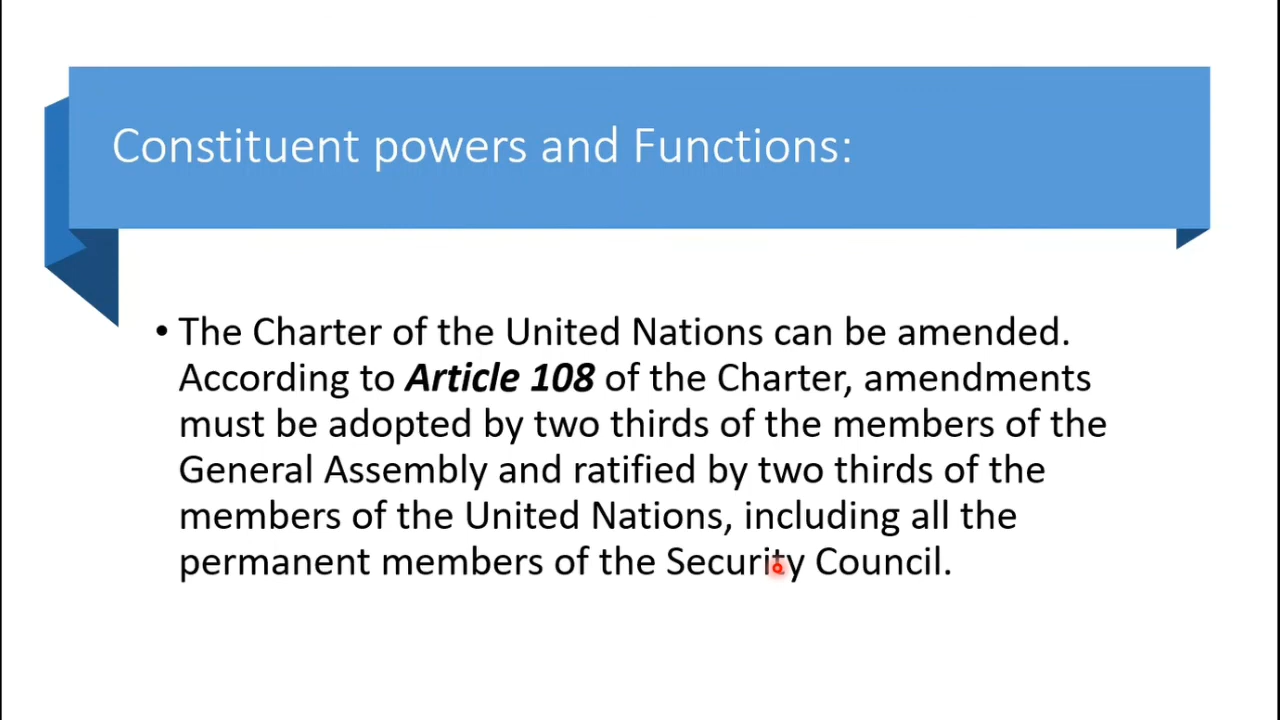 Constituent powers and Functions:
• The Charter of the United Nations can be amended.
According to Article 108 of the Charter, amendments
must be adopted by two thirds of the members of the
General Assembly and ratified by two thirds of the
members of the United Nations, including all the
permanent members of the Security Council.